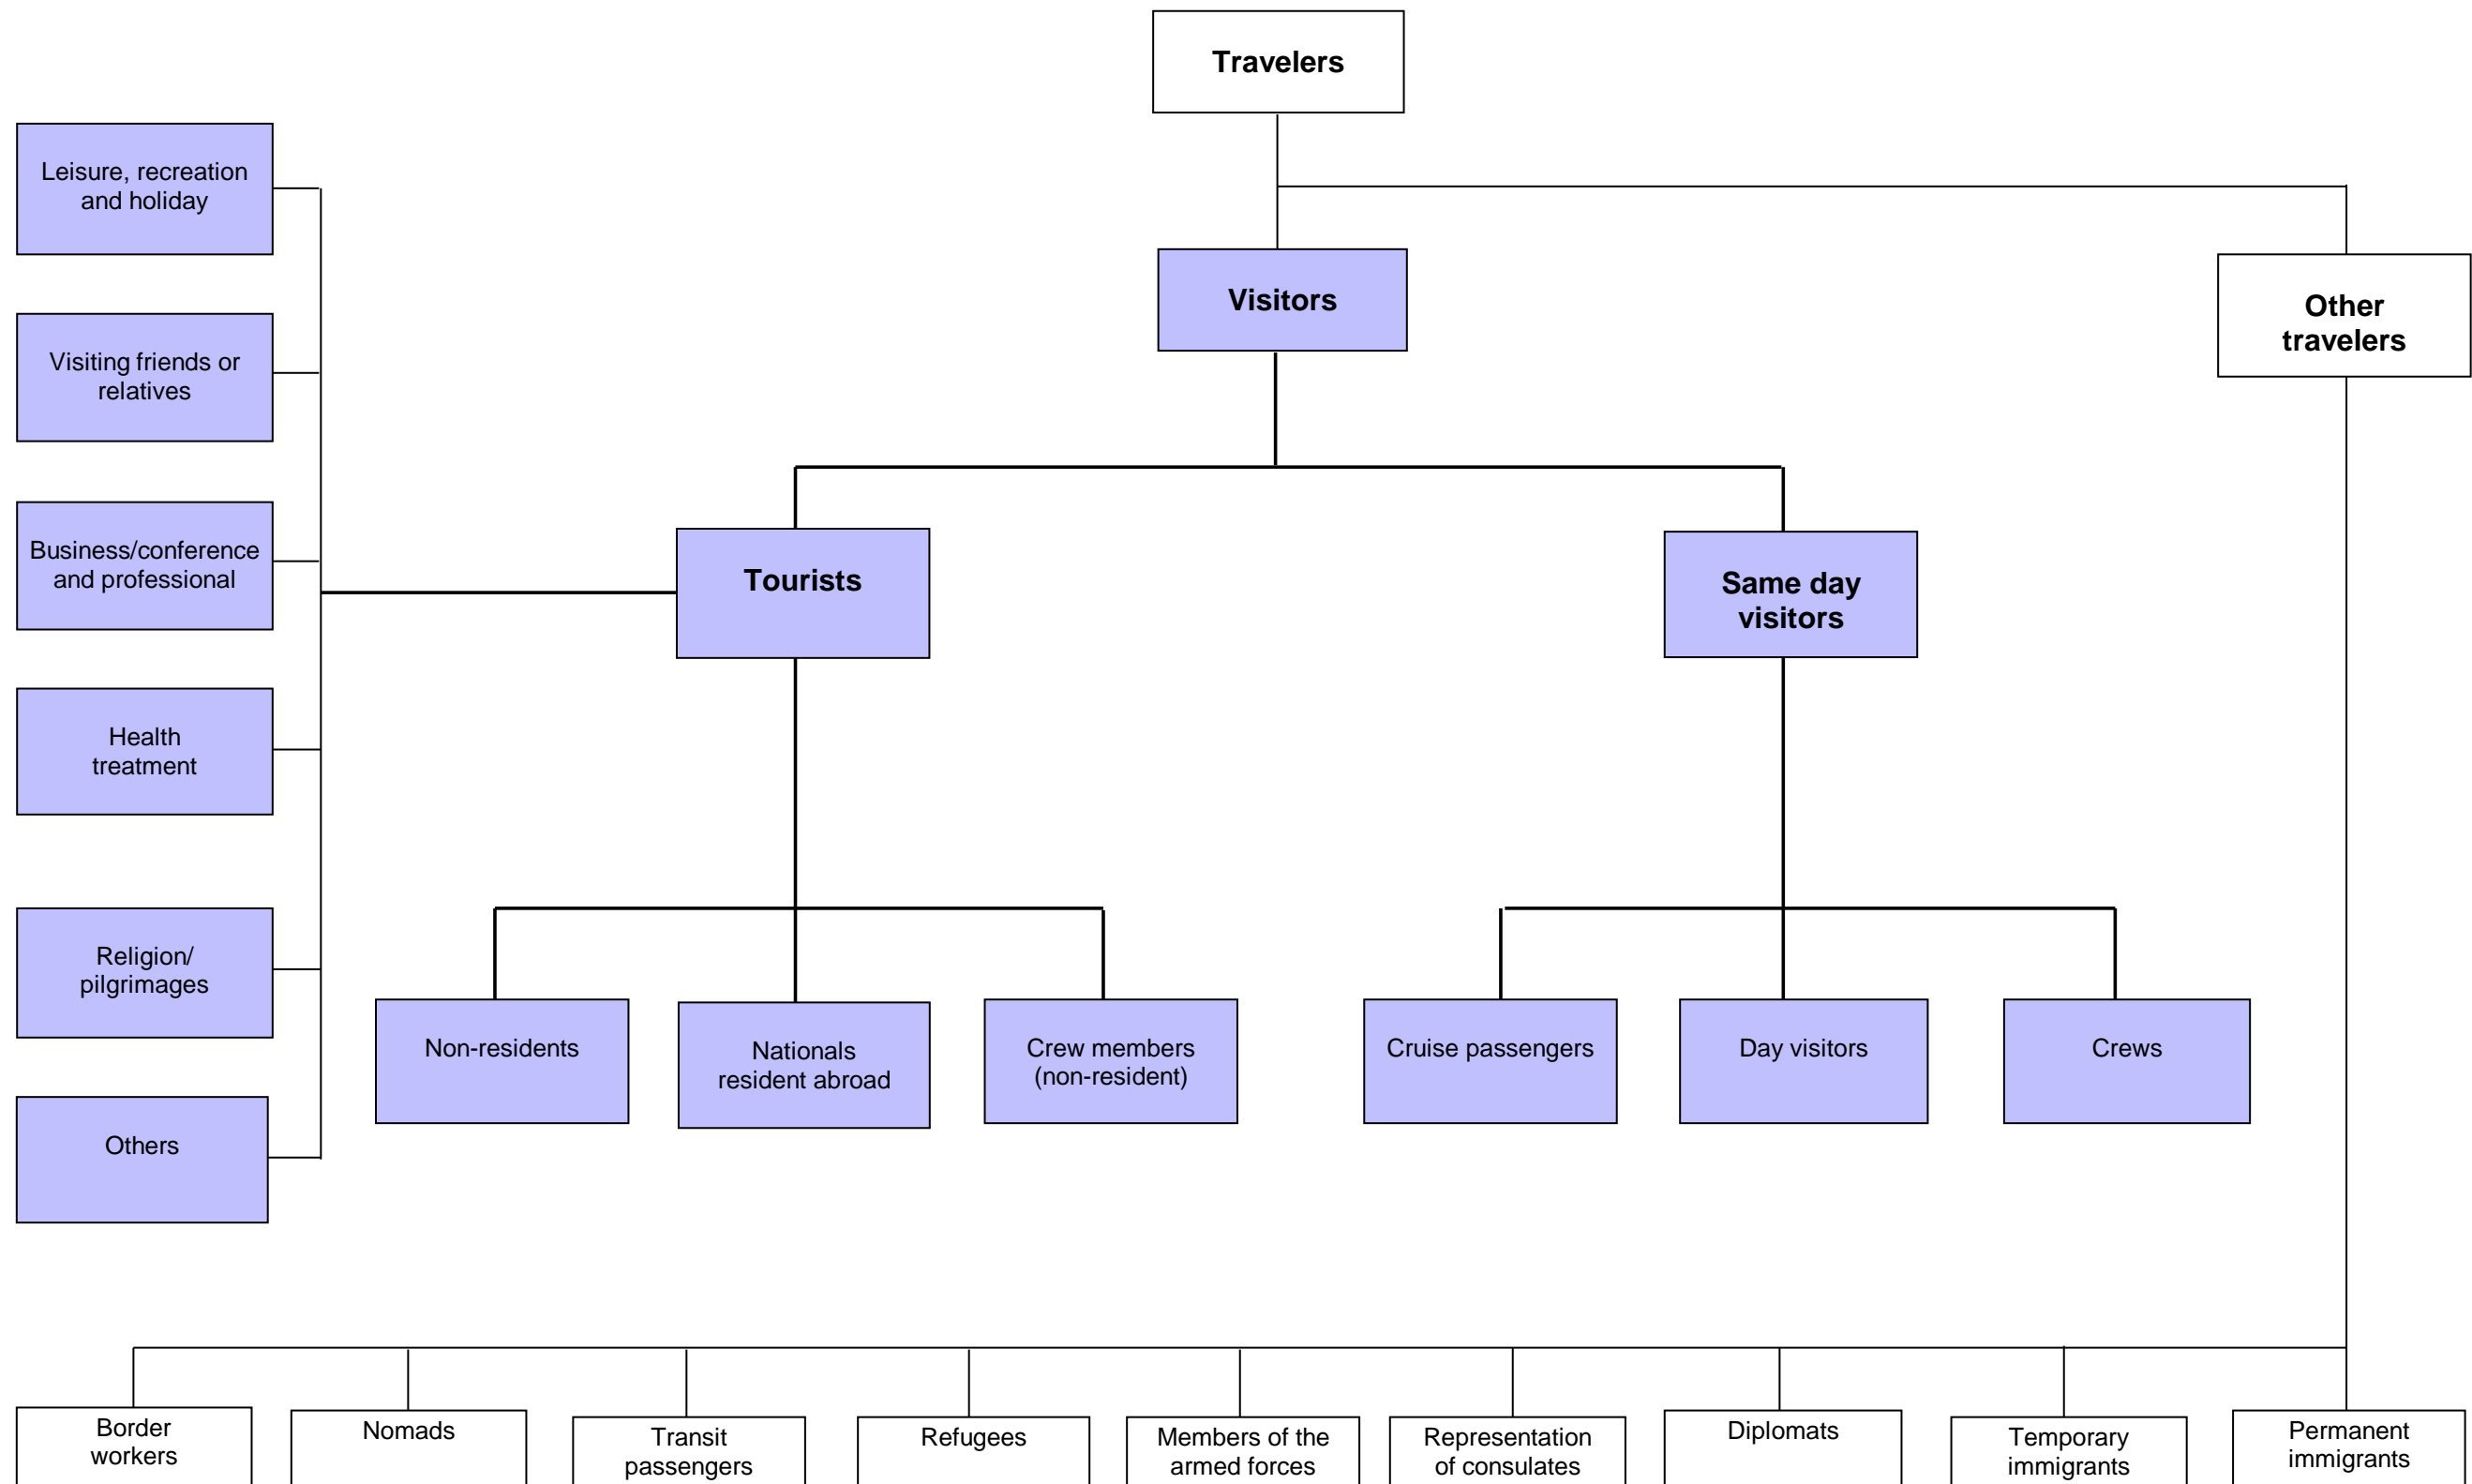 Travelers
Leisure, recreation
and holiday
Visitors
Other
travelers
Visiting friends or
relatives
Business/conference
and professional
Tourists
Same day
visitors
Health
treatment
Religion/
pilgrimages
Non-residents
Nationals
resident abroad
Crew members
(non-resident)
Cruise passengers
Day visitors
Crews
Others
Border
workers
Nomads
Transit
passengers
Refugees
Members of the
armed forces
Representation
of consulates
Diplomats
Temporary
immigrants
Permanent
immigrants